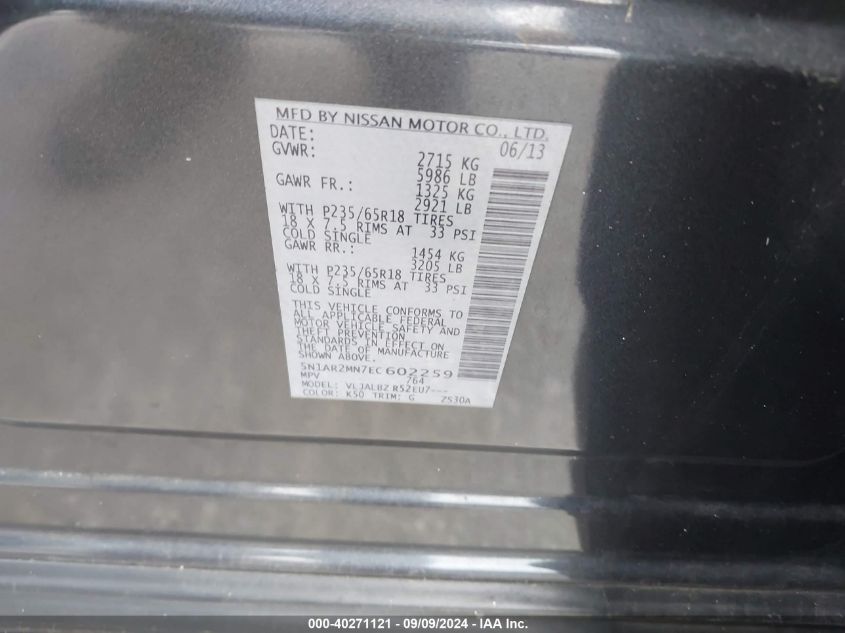 MFD BY NISSAN MOTOR CO., LTD.
DATE: 06/13
GVWR: 2715 KG
5986 LB
GAWR FR.: 1325 KG
2921 LB
WITH P235/65R18 TIRES
18 X 7.5 RIMS AT 33 PSI
COLD SINGLE
GAWR RR.: 1454 KG
3205 LB
WITH P235/65R18 TIRES
18 X 7.5 RIMS AT 33 PSI
COLD SINGLE
THIS VEHICLE CONFORMS TO
ALL APPLICABLE FEDERAL
MOTOR VEHICLE SAFETY AND
THEFT PREVENTION
STANDARDS IN EFFECT ON
THE DATE OF MANUFACTURE
SHOWN ABOVE.
5N1AR2MN7EC602259
MPV 764
MODEL: VLJALBZ R52EU7---
COLOR: K50 TRIM: G 2S30A
000-40271121 - 09/09/2024 - IAA Inc.